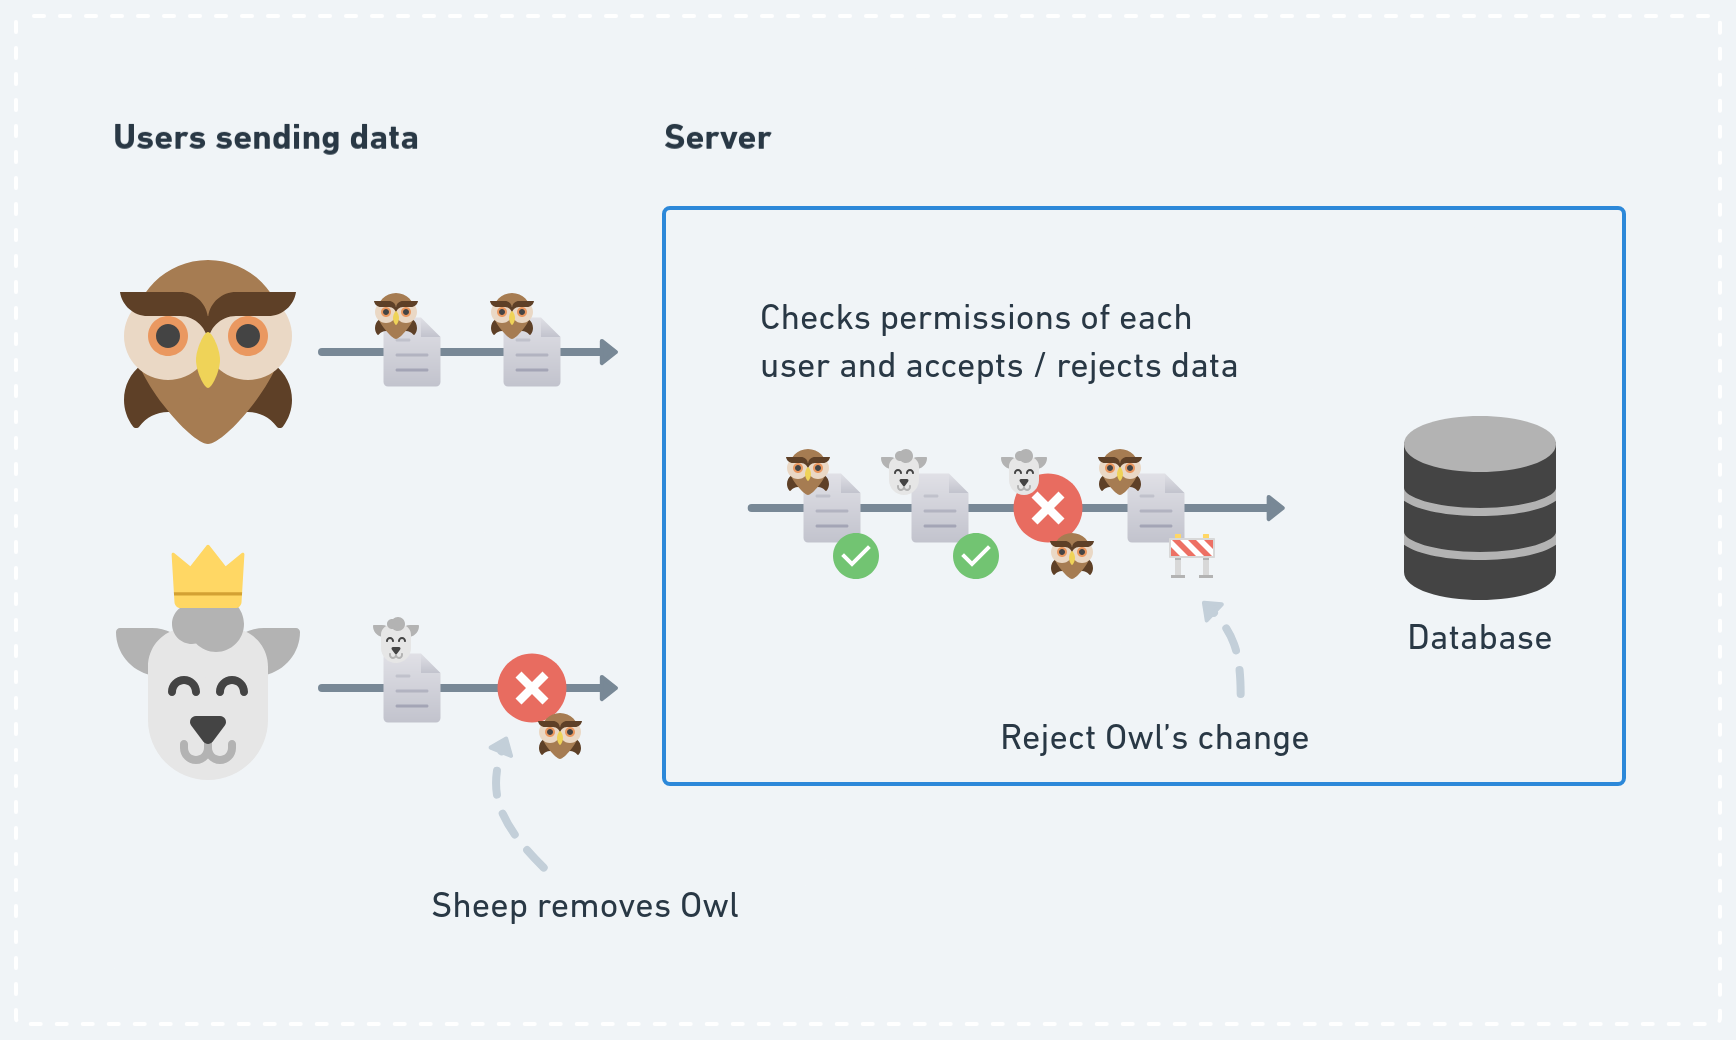 Users sending data
Server
Checks permissions of each
user and accepts / rejects data
Database
Reject Owl’s change
Sheep removes Owl